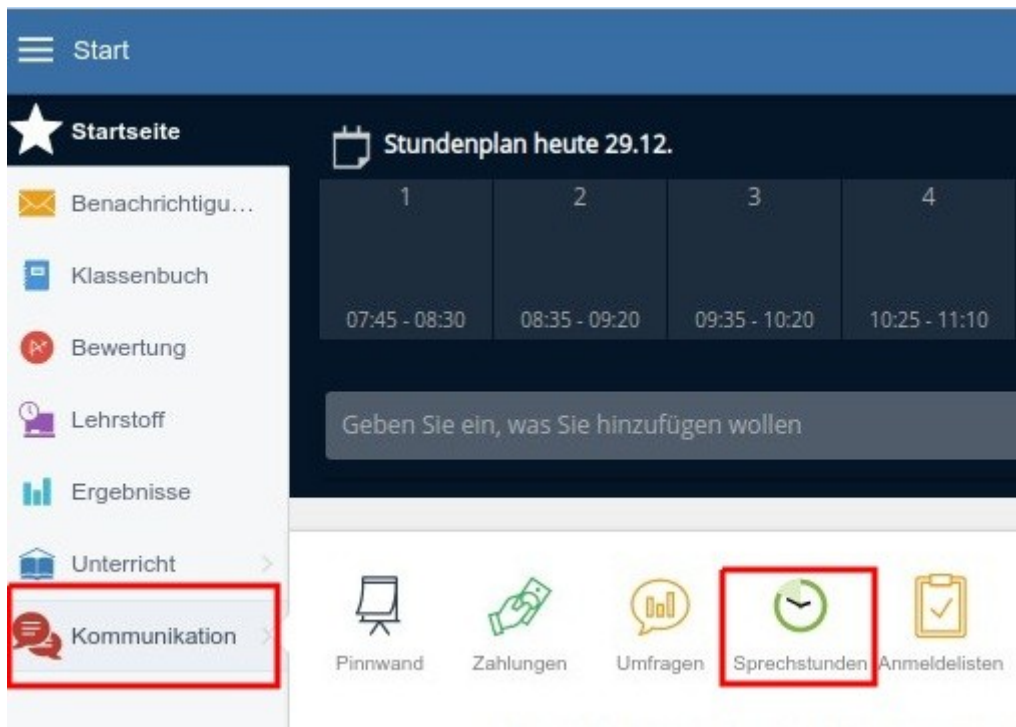 Start
Startseite
Benachrichtigu...
Klassenbuch
Bewertung
Lehrstoff
Ergebnisse
Unterricht
Kommunikation
Stundenplan heute 29.12.
1 2 3 4
07:45 - 08:30 08:35 - 09:20 09:35 - 10:20 10:25 - 11:10
Geben Sie ein, was Sie hinzufügen wollen
Pinnwand Zahlungen Umfragen Sprechstunden Anmeldelisten